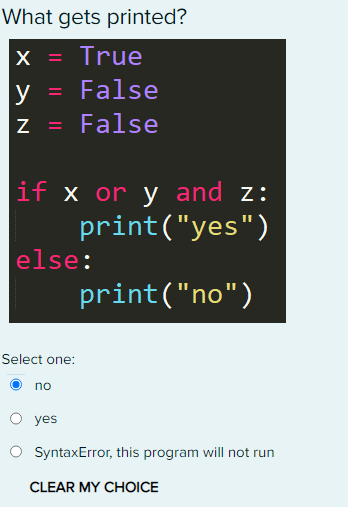 What gets printed?
x = True
y = False
z = False
if x or y and z:
print("yes")
else:
print("no")
Select one:
no
yes
SyntaxError, this program will not run
CLEAR MY CHOICE